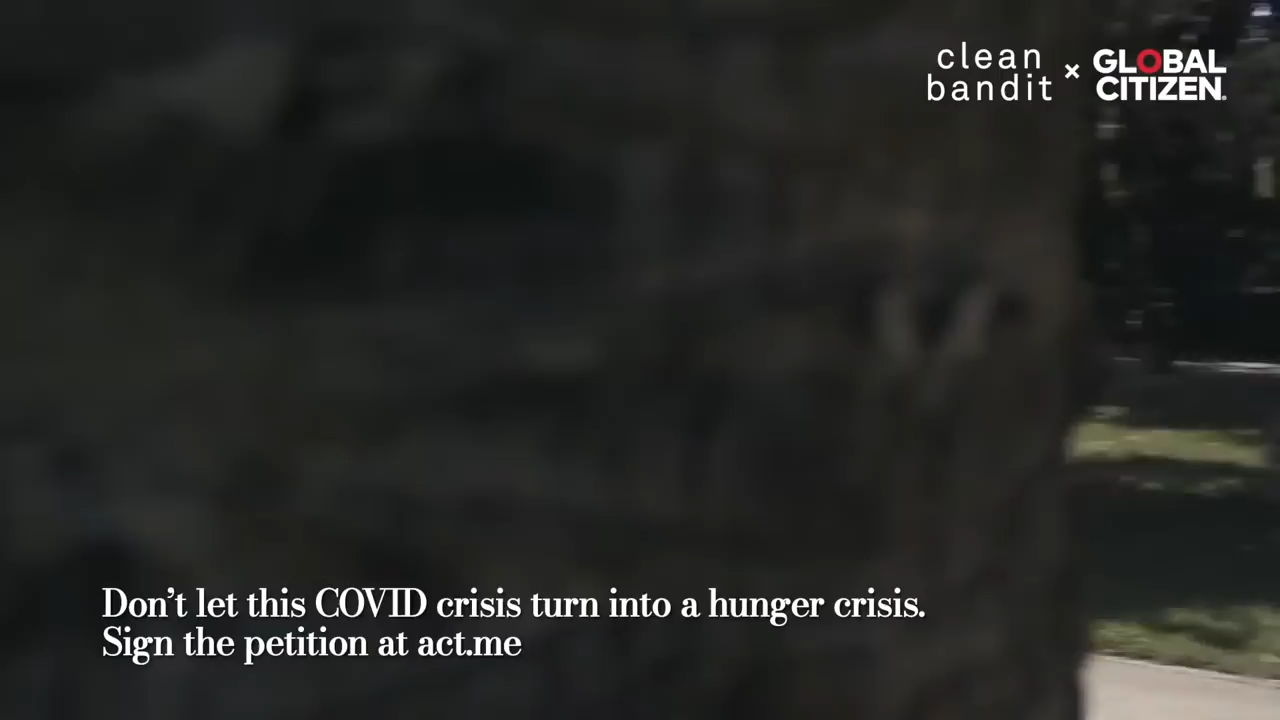 clean
bandit × GLOBAL
CITIZEN.
Don't let this COVID crisis turn into a hunger crisis.
Sign the petition at act.me